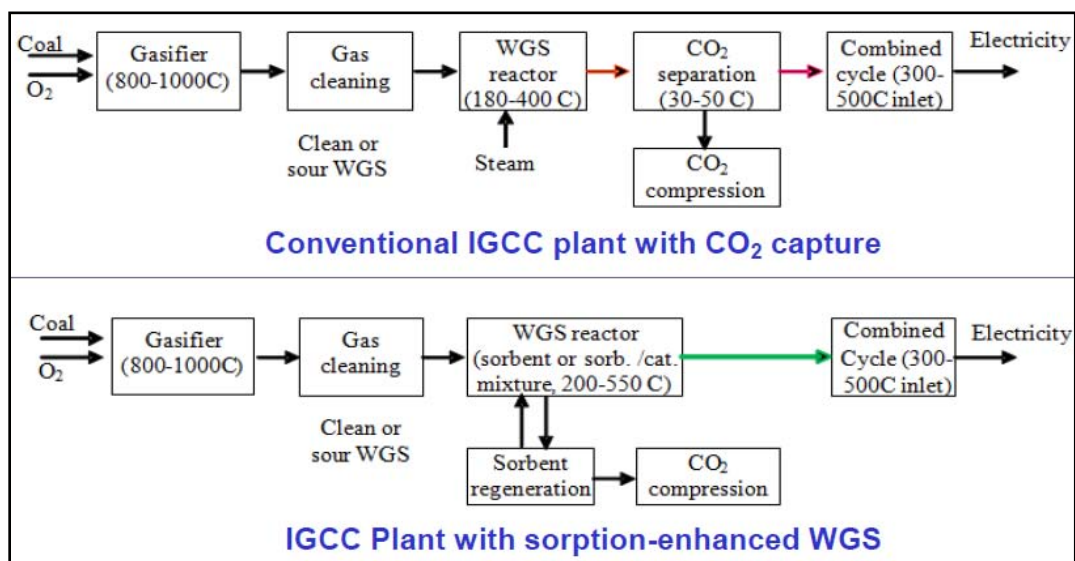 Coal
O₂
Gasifier
(800-1000C)
Gas
cleaning
Clean or
sour WGS
WGS
reactor
(180-400 C)
Steam
CO₂
separation
(30-50 C)
CO₂
compression
Combined
cycle (300-
500C inlet)
Electricity
Conventional IGCC plant with CO₂ capture
Coal
O₂
Gasifier
(800-1000C)
Gas
cleaning
Clean or
sour WGS
WGS reactor
(sorbent or sorb. /cat.
mixture, 200-550 C)
Sorbent
regeneration
CO₂
compression
Combined
Cycle (300-
500C inlet)
Electricity
IGCC Plant with sorption-enhanced WGS